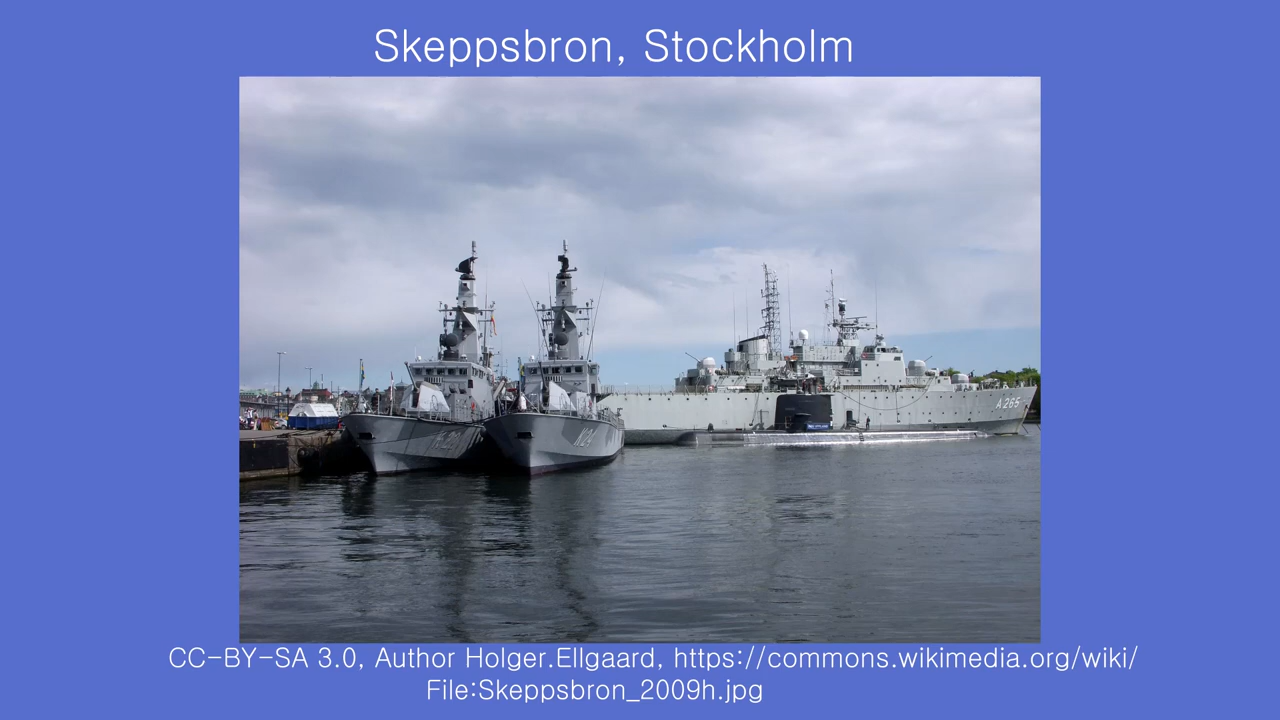 Skeppsbron, Stockholm
A265
K24
CC-BY-SA 3.0, Author Holger.Ellgaard, https://commons.wikimedia.org/wiki/
File:Skeppsbron_2009h.jpg